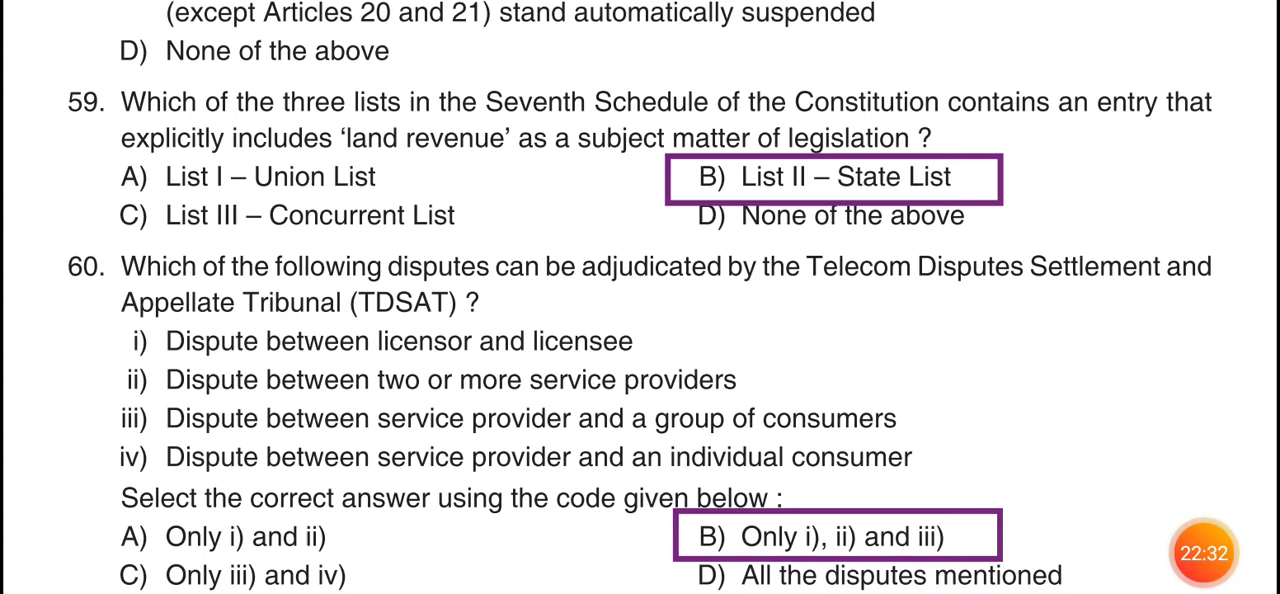 (except Articles 20 and 21) stand automatically suspended
D) None of the above
59. Which of the three lists in the Seventh Schedule of the Constitution contains an entry that
explicitly includes ‘land revenue’ as a subject matter of legislation ?
A) List I – Union List B) List II – State List
C) List III – Concurrent List D) None of the above
60. Which of the following disputes can be adjudicated by the Telecom Disputes Settlement and
Appellate Tribunal (TDSAT) ?
i) Dispute between licensor and licensee
ii) Dispute between two or more service providers
iii) Dispute between service provider and a group of consumers
iv) Dispute between service provider and an individual consumer
Select the correct answer using the code given below :
A) Only i) and ii) B) Only i), ii) and iii)
C) Only iii) and iv) D) All the disputes mentioned
22:32